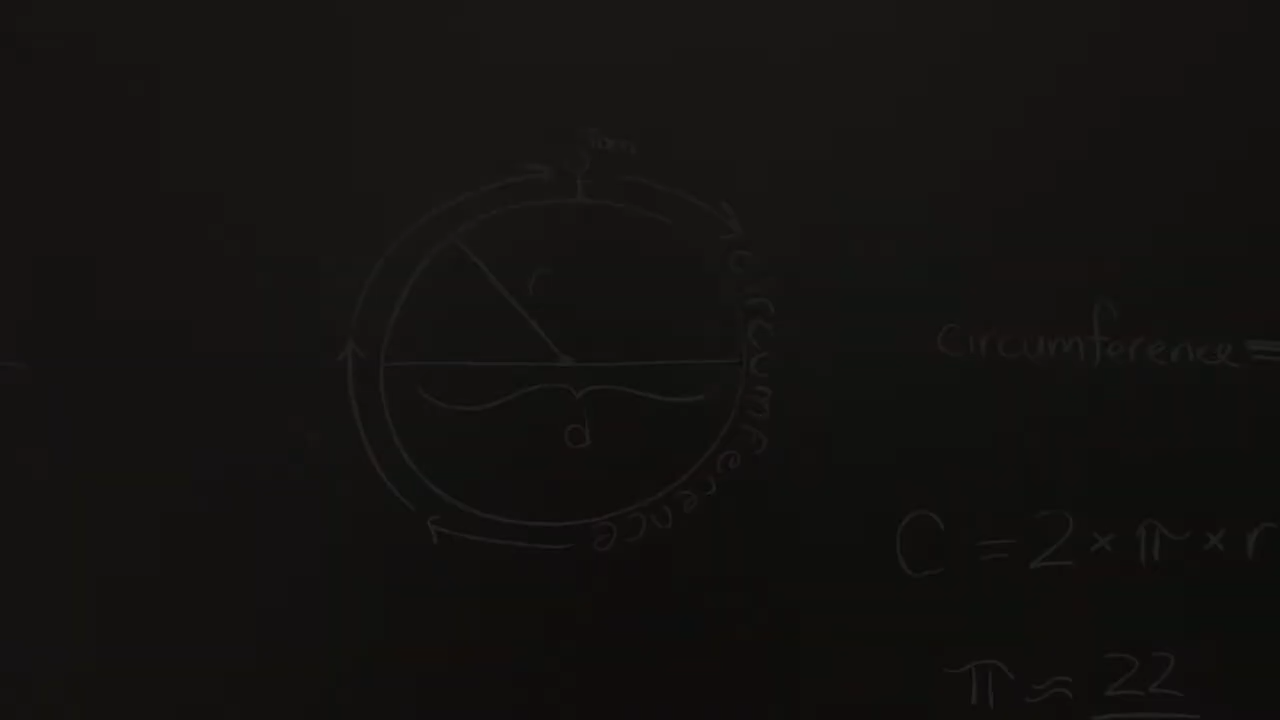 r
d
circumference
circumference =
C = 2 × π × r
π ≈ 22